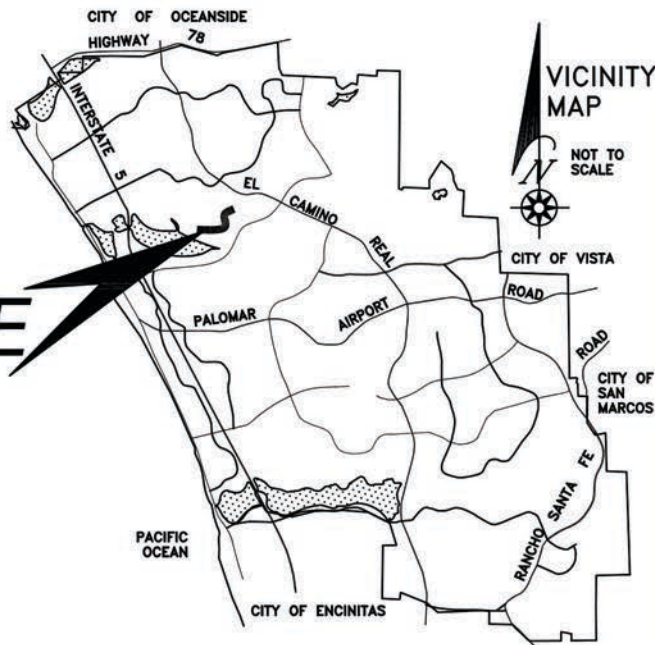 CITY OF OCEANSIDE
HIGHWAY 78
INTERSTATE 5
VICINITY
MAP
N
NOT TO
SCALE
EL CAMINO REAL
CITY OF VISTA
PALOMAR AIRPORT ROAD
E
ROAD
CITY OF
SAN
MARCOS
RANCHO SANTA FE
PACIFIC
OCEAN
CITY OF ENCINITAS